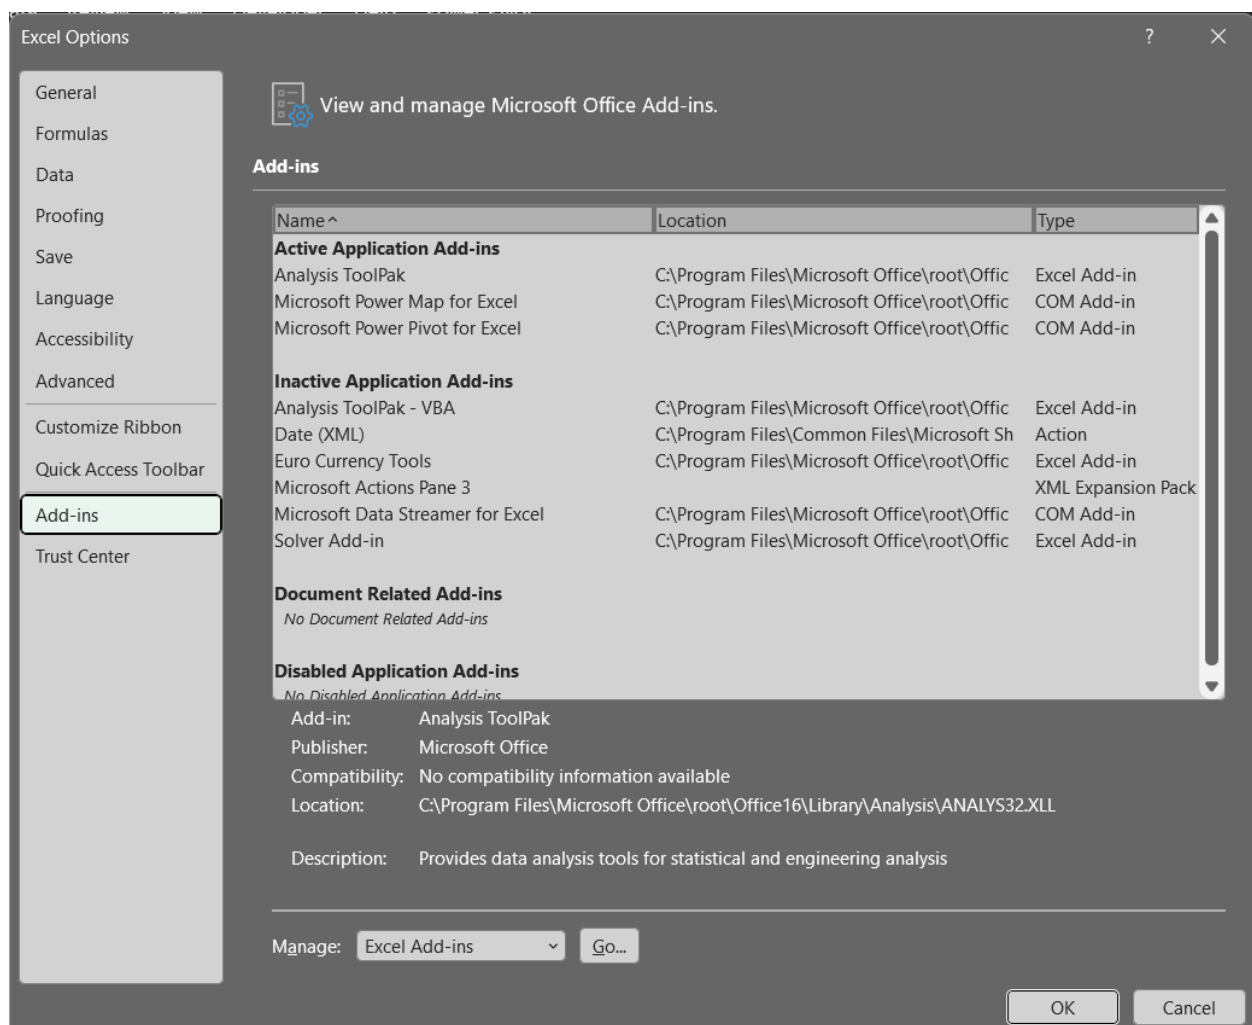 Excel Options ?
General
Formulas
Data
Proofing
Save
Language
Accessibility
Advanced
Customize Ribbon
Quick Access Toolbar
Add-ins
Trust Center
View and manage Microsoft Office Add-ins.
Add-ins
Name Location Type
Active Application Add-ins
Analysis ToolPak C:\Program Files\Microsoft Office\root\Offic Excel Add-in
Microsoft Power Map for Excel C:\Program Files\Microsoft Office\root\Offic COM Add-in
Microsoft Power Pivot for Excel C:\Program Files\Microsoft Office\root\Offic COM Add-in
Inactive Application Add-ins
Analysis ToolPak - VBA C:\Program Files\Microsoft Office\root\Offic Excel Add-in
Date (XML) C:\Program Files\Common Files\Microsoft Sh Action
Euro Currency Tools C:\Program Files\Microsoft Office\root\Offic Excel Add-in
Microsoft Actions Pane 3 XML Expansion Pack
Microsoft Data Streamer for Excel C:\Program Files\Microsoft Office\root\Offic COM Add-in
Solver Add-in C:\Program Files\Microsoft Office\root\Offic Excel Add-in
Document Related Add-ins
No Document Related Add-ins
Disabled Application Add-ins
No Disabled Application Add-ins
Add-in: Analysis ToolPak
Publisher: Microsoft Office
Compatibility: No compatibility information available
Location: C:\Program Files\Microsoft Office\root\Office16\Library\Analysis\ANALYS32.XLL
Description: Provides data analysis tools for statistical and engineering analysis
Manage: Excel Add-ins Go...
OK Cancel